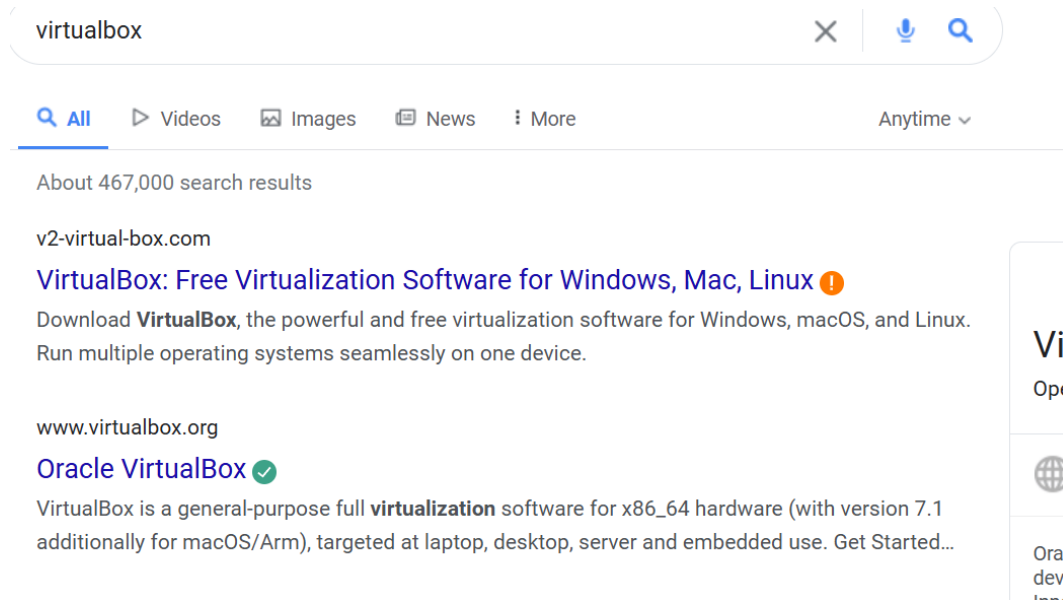 virtualbox
All Videos Images News More Anytime
About 467,000 search results
v2-virtual-box.com
VirtualBox: Free Virtualization Software for Windows, Mac, Linux
Download VirtualBox, the powerful and free virtualization software for Windows, macOS, and Linux.
Run multiple operating systems seamlessly on one device.
www.virtualbox.org
Oracle VirtualBox
VirtualBox is a general-purpose full virtualization software for x86_64 hardware (with version 7.1
additionally for macOS/Arm), targeted at laptop, desktop, server and embedded use. Get Started...
Vi
Ope
Ora
dev